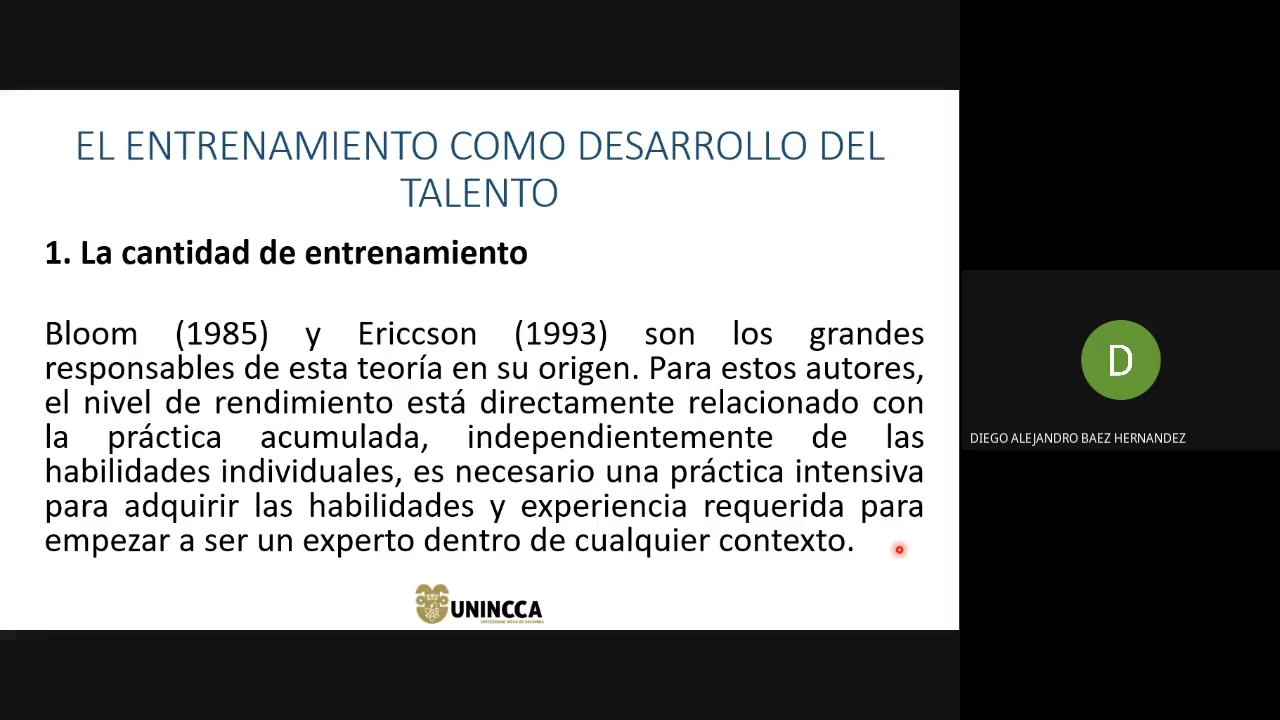 EL ENTRENAMIENTO COMO DESARROLLO DEL
TALENTO
1. La cantidad de entrenamiento
Bloom (1985) y Ericcson (1993) son los grandes
responsables de esta teoría en su origen. Para estos autores,
el nivel de rendimiento está directamente relacionado con
la práctica acumulada, independientemente de las
habilidades individuales, es necesario una práctica intensiva
para adquirir las habilidades y experiencia requerida para
empezar a ser un experto dentro de cualquier contexto.
UNINCCA
D
DIEGO ALEJANDRO BAEZ HERNANDEZ